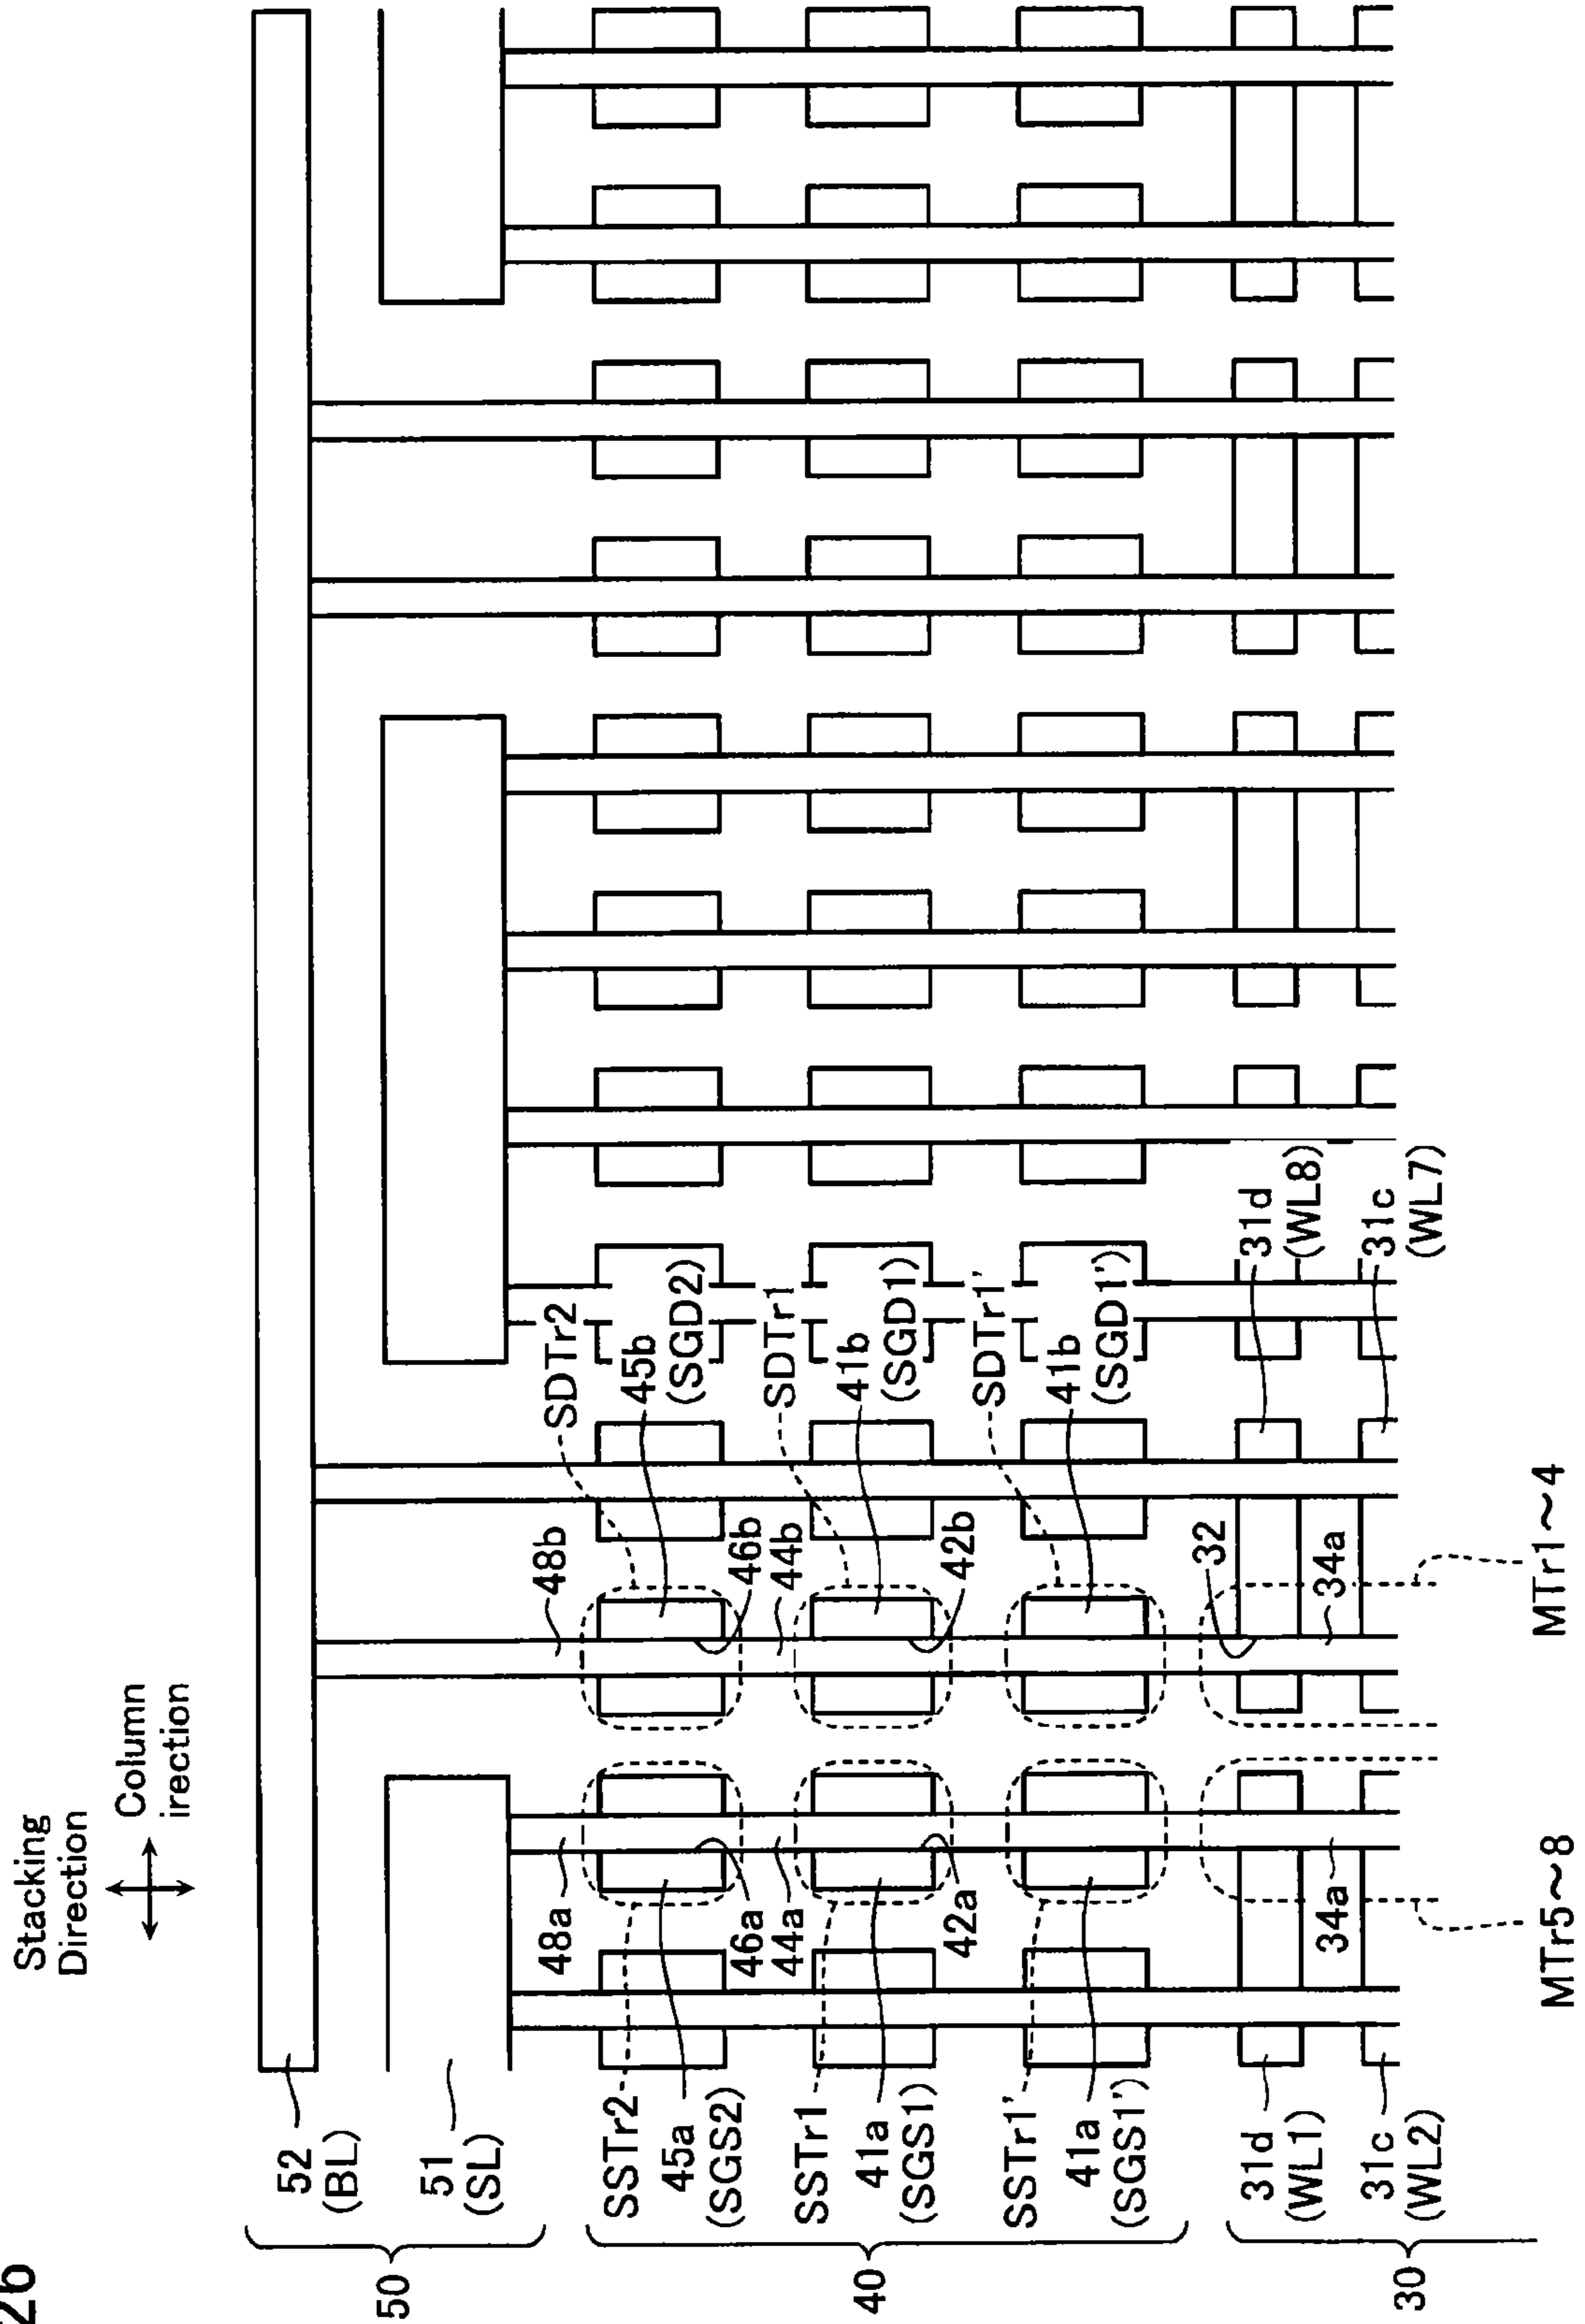 26
Stacking
Direction
Column
irection
52
(BL)
51
(SL)
50
48a
48b
SDTr2
45b
(SGD2)
SSTr2
45a
(SGS2)
46a
44a
46b
44b
SDTr1
41b
(SGD1)
SSTr1
41a
(SGS1)
42a
42b
SDTr1'
41b
(SGD1')
SSTr1'
41a
(SGS1')
40
32
31d
(WL8)
31c
(WL7)
31d
(WL1)
31c
(WL2)
34a
34a
30
MTr5~8
MTr1~4